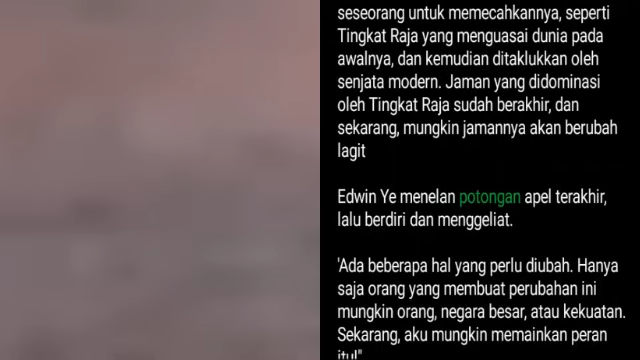 seseorang untuk memecahkannya, seperti
Tingkat Raja yang menguasai dunia pada
awalnya, dan kemudian ditaklukkan oleh
senjata modern. Jaman yang didominasi
oleh Tingkat Raja sudah berakhir, dan
sekarang, mungkin jamannya akan berubah
lagit
Edwin Ye menelan potongan apel terakhir,
lalu berdiri dan menggeliat.
'Ada beberapa hal yang perlu diubah. Hanya
saja orang yang membuat perubahan ini
mungkin orang, negara besar, atau kekuatan.
Sekarang, aku mungkin memainkan peran
itu!"